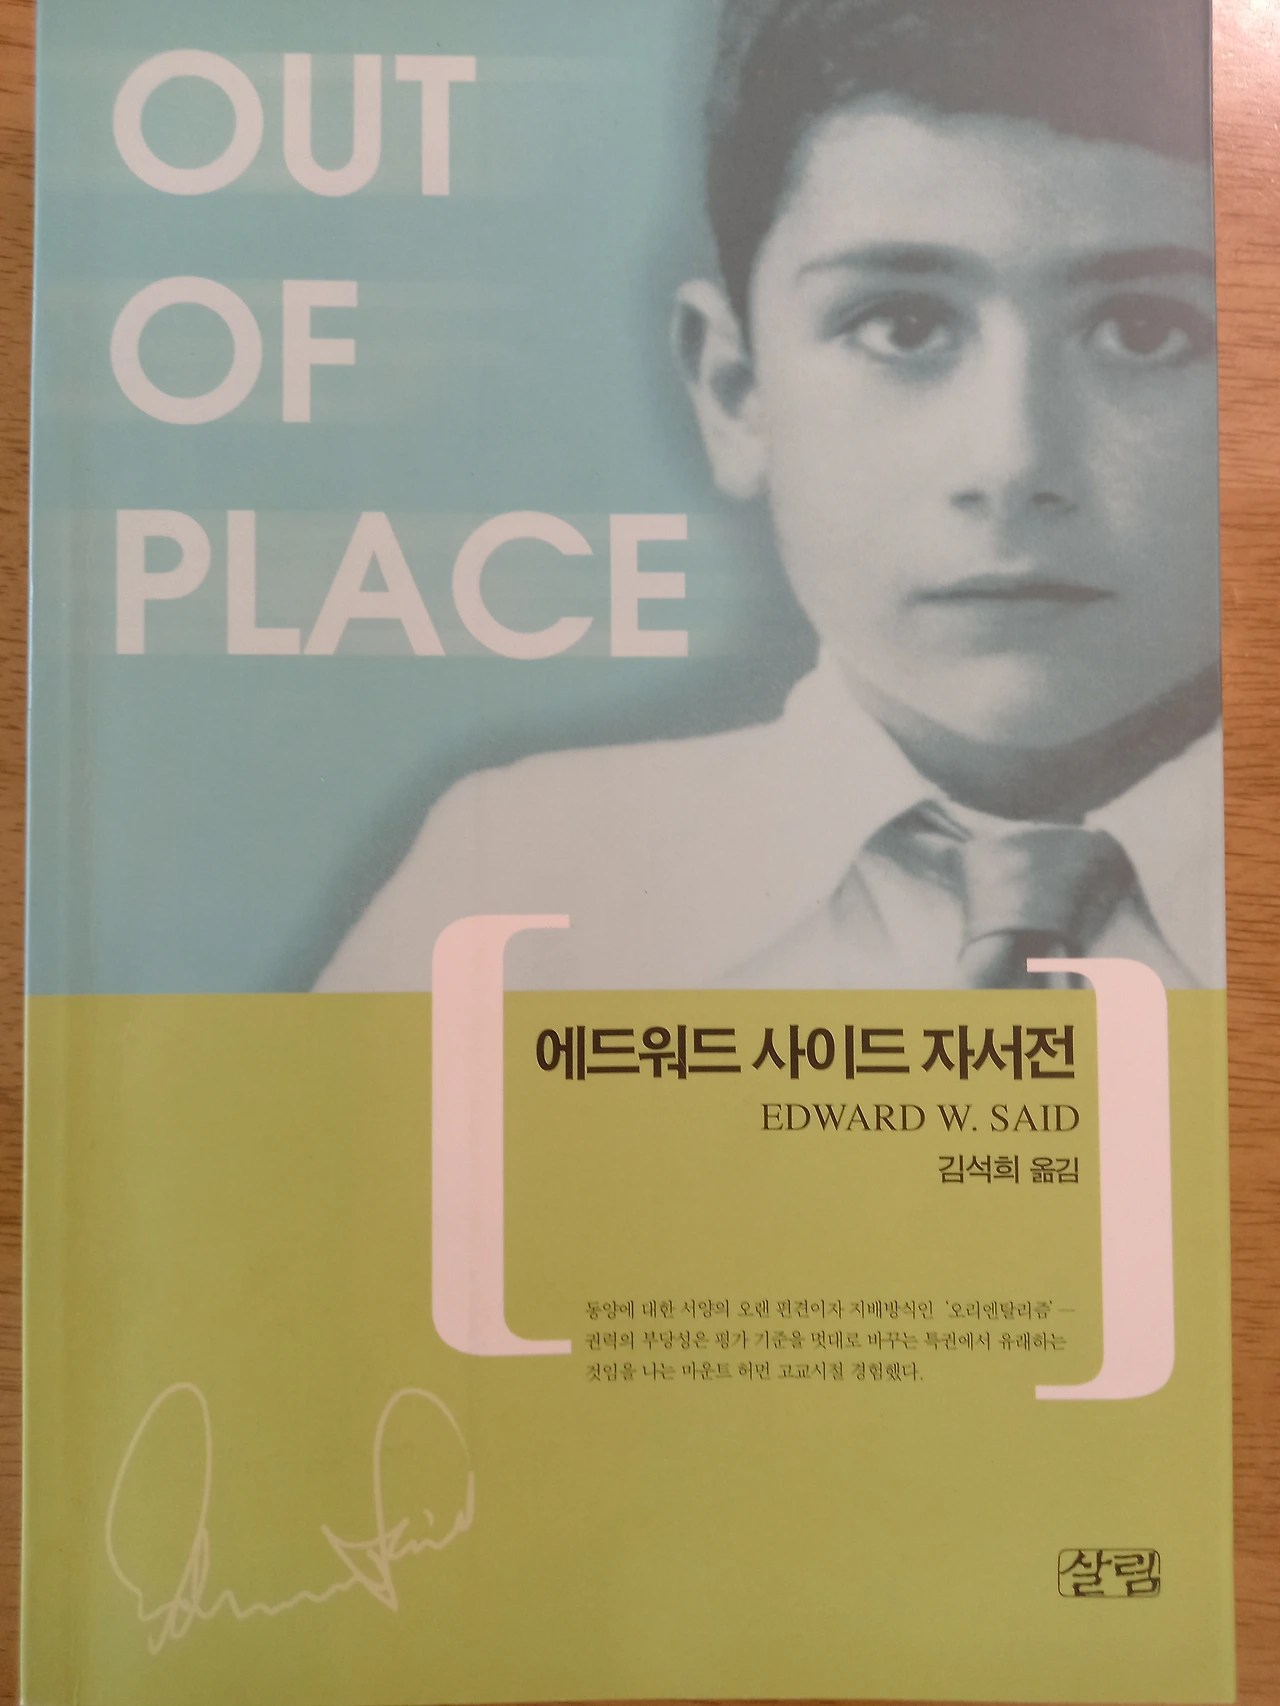 OUT
OF
PLACE
에드워드 사이드 자서전
EDWARD W. SAID
김석희 옮김
동양에 대한 서양의 오랜 편견이자 지배방식인 '오리엔탈리즘' —
권력의 부당성은 평가 기준을 멋대로 바꾸는 특권에서 유래하는
것임을 나는 마운트 허먼 고교시절 경험했다.
Edward Said
살림